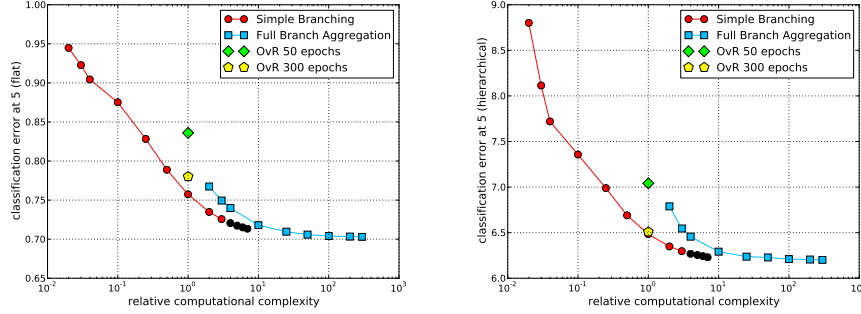 1.00
0.95
0.90
0.85
0.80
0.75
0.70
0.65
classification error at 5 (flat)
Simple Branching
Full Branch Aggregation
OvR 50 epochs
OvR 300 epochs
10^-2 10^-1 10^0 10^1 10^2 10^3
relative computational complexity
9.0
8.5
8.0
7.5
7.0
6.5
6.0
classification error at 5 (hierarchical)
Simple Branching
Full Branch Aggregation
OvR 50 epochs
OvR 300 epochs
10^-2 10^-1 10^0 10^1 10^2 10^3
relative computational complexity